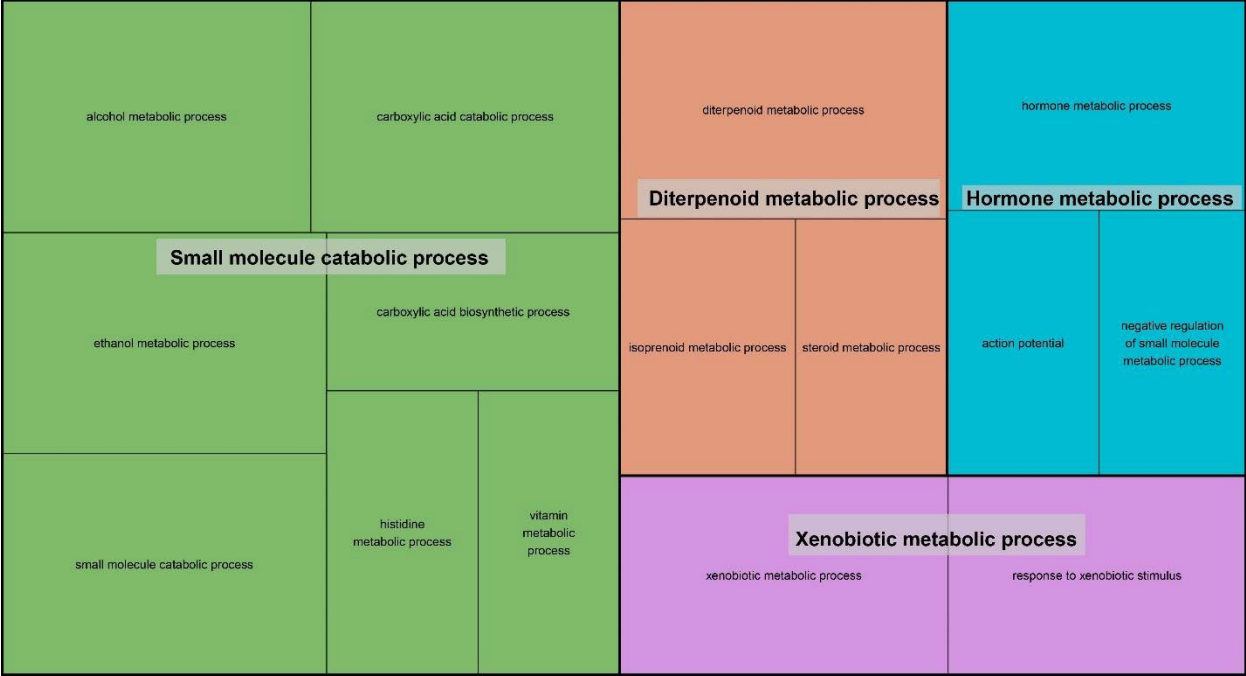 alcohol metabolic process
carboxylic acid catabolic process
Small molecule catabolic process
ethanol metabolic process
carboxylic acid biosynthetic process
small molecule catabolic process
histidine
metabolic process
vitamin
metabolic
process
diterpenoid metabolic process
Diterpenoid metabolic process
isoprenoid metabolic process
steroid metabolic process
hormone metabolic process
Hormone metabolic process
action potential
negative regulation
of small molecule
metabolic process
Xenobiotic metabolic process
xenobiotic metabolic process
response to xenobiotic stimulus